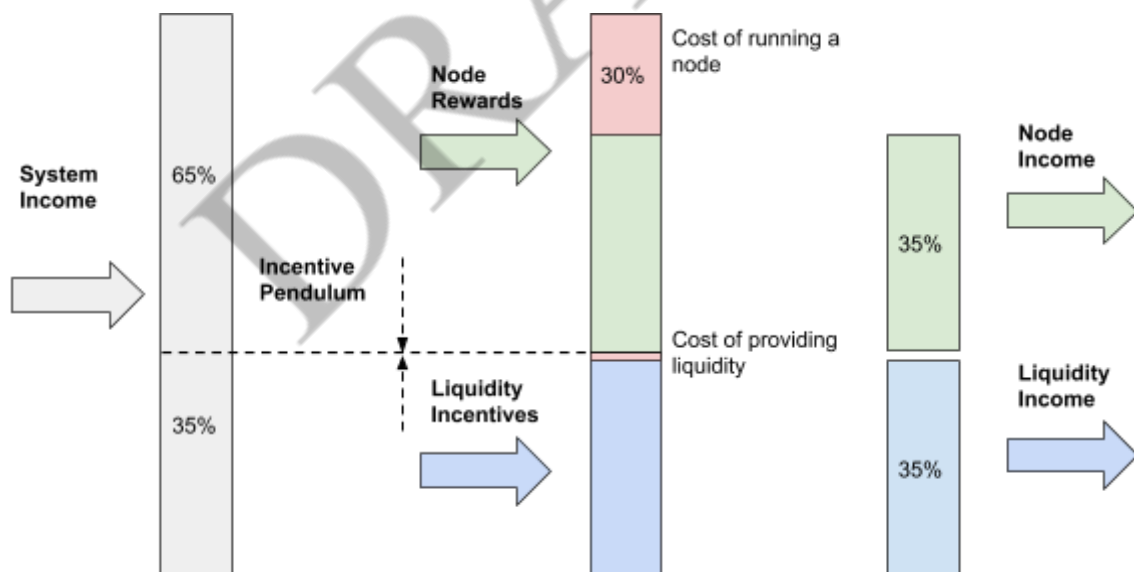 System
Income
65%
35%
Incentive
Pendulum
Node
Rewards
Liquidity
Incentives
30%
Cost of running a
node
Cost of providing
liquidity
35%
35%
Node
Income
Liquidity
Income
DRA